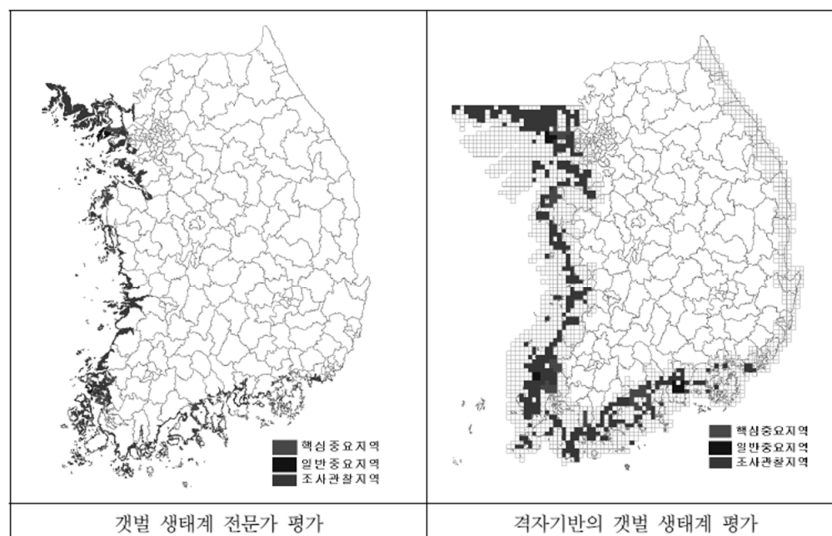 핵심중요지역
일반중요지역
조사관찰지역
핵심중요지역
일반중요지역
조사관찰지역
갯벌 생태계 전문가 평가
격자기반의 갯벌 생태계 평가